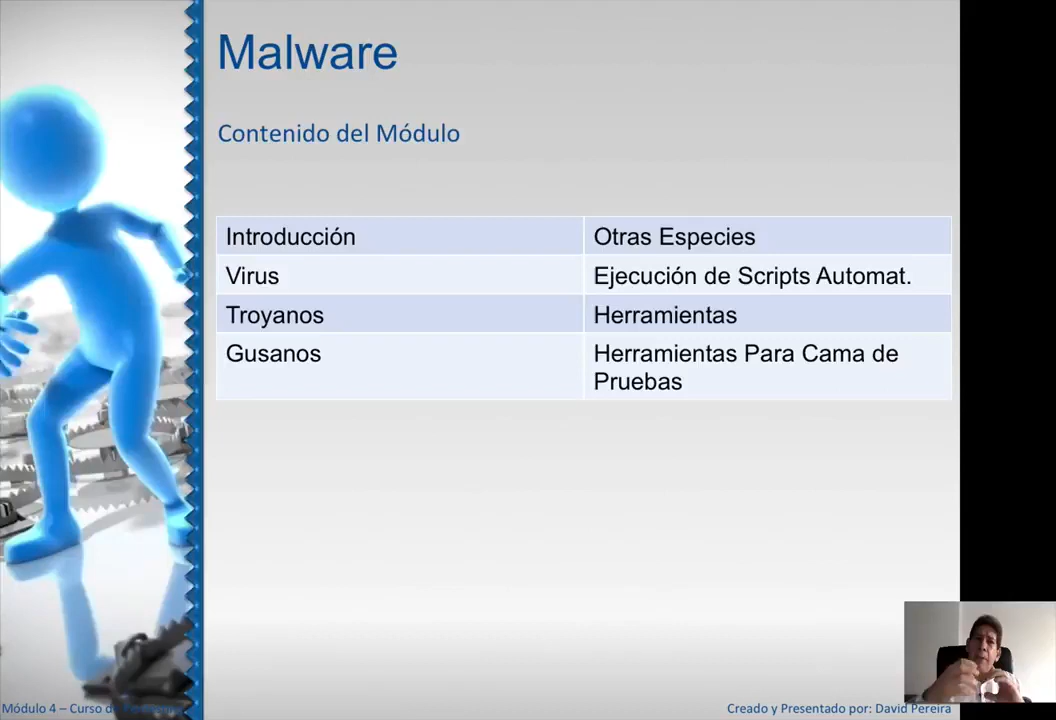 Malware
Contenido del Módulo
Introducción
Otras Especies
Virus
Ejecución de Scripts Automat.
Troyanos
Herramientas
Gusanos
Herramientas Para Cama de
Pruebas
Módulo 4 – Curso de
Creado y Presentado por: David Pereira